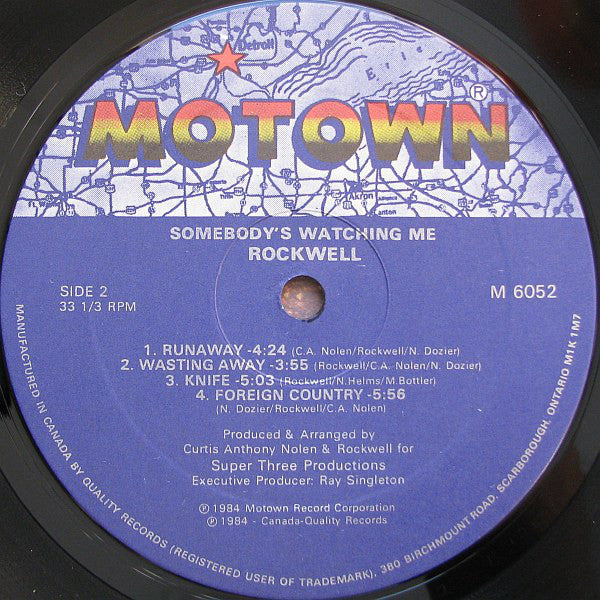 Detroit
Erie
MOTOWN®
Akron
SOMEBODY'S WATCHING ME
ROCKWELL
SIDE 2
33 1/3 RPM
M 6052
1. RUNAWAY -4:24 (C.A. Nolen/Rockwell/N. Dozier)
2. WASTING AWAY -3:55 (Rockwell/C.A. Nolen/N. Dozier)
3. KNIFE -5:03 (Rockwell/N.Helms/M.Bottler)
4. FOREIGN COUNTRY -5:56
(N. Dozier/Rockwell/C.A. Nolen)
Produced & Arranged by
Curtis Anthony Nolen & Rockwell for
Super Three Productions
Executive Producer: Ray Singleton
℗ 1984 Motown Record Corporation
℗ 1984 - Canada-Quality Records
MANUFACTURED IN CANADA BY QUALITY RECORDS (REGISTERED USER OF TRADEMARK), 380 BIRCHMOUNT ROAD, SCARBOROUGH, ONTARIO M1K 1M7